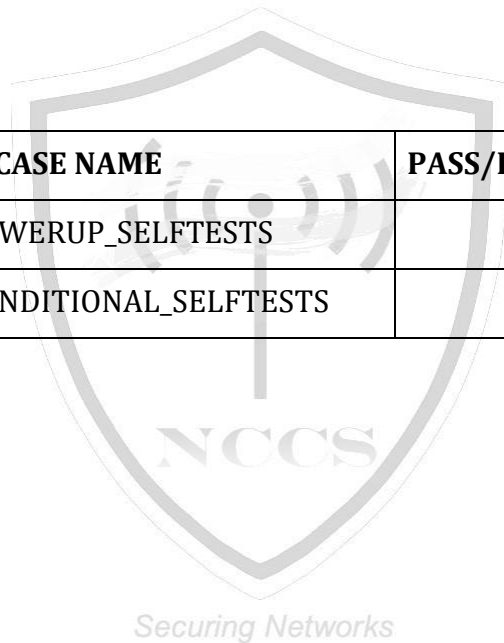 CASE NAME PASS/
WERUP_SELFTESTS
NDITIONAL_SELFTESTS
NCCS
Securing Networks